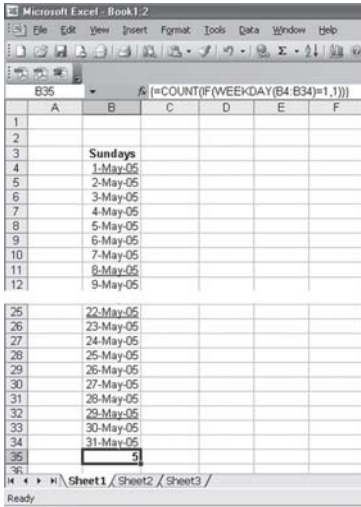 Microsoft Excel - Book1:2
File Edit View Insert Format Tools Data Window Help
B35 fx {=COUNT(IF(WEEKDAY(B4:B34)=1,1))}
A B C D E F
1
2
3 Sundays
4 1-May-05
5 2-May-05
6 3-May-05
7 4-May-05
8 5-May-05
9 6-May-05
10 7-May-05
11 8-May-05
12 9-May-05
25 22-May-05
26 23-May-05
27 24-May-05
28 25-May-05
29 26-May-05
30 27-May-05
31 28-May-05
32 29-May-05
33 30-May-05
34 31-May-05
35 5
36
Sheet1 / Sheet2 / Sheet3 /
Ready